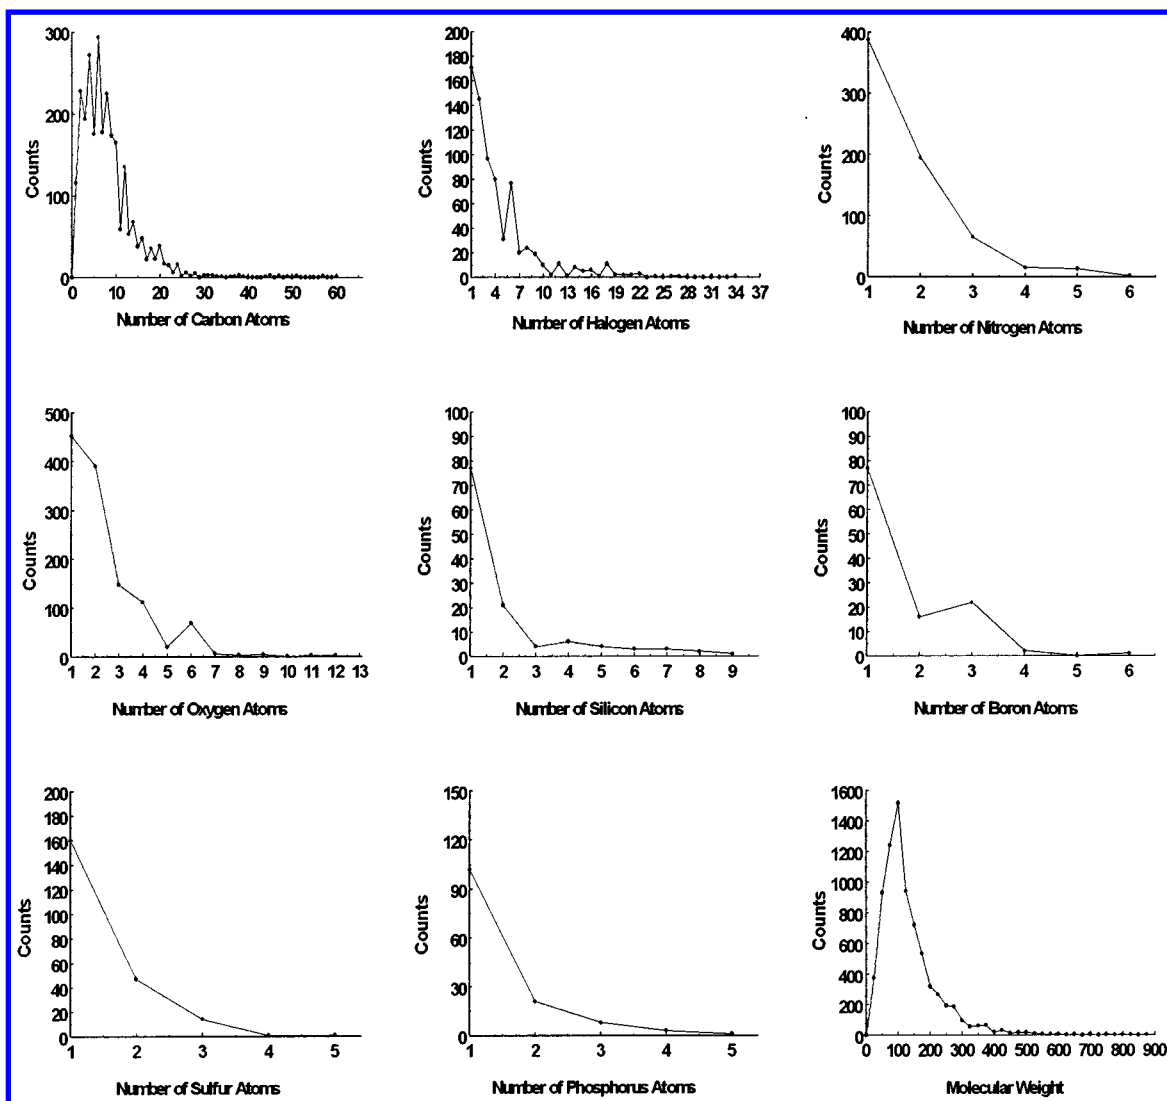 300
200
100
0
Counts
0 10 20 30 40 50 60
Number of Carbon Atoms
200
180
160
140
120
100
80
60
40
20
0
Counts
1 4 7 10 13 16 19 22 25 28 31 34 37
Number of Halogen Atoms
400
300
200
100
0
Counts
1 2 3 4 5 6
Number of Nitrogen Atoms
500
400
300
200
100
0
Counts
1 2 3 4 5 6 7 8 9 10 11 12 13
Number of Oxygen Atoms
100
90
80
70
60
50
40
30
20
10
0
Counts
1 2 3 4 5 6 7 8 9
Number of Silicon Atoms
100
90
80
70
60
50
40
30
20
10
0
Counts
1 2 3 4 5 6
Number of Boron Atoms
200
180
160
140
120
100
80
60
40
20
0
Counts
1 2 3 4 5
Number of Sulfur Atoms
150
120
90
60
30
0
Counts
1 2 3 4 5
Number of Phosphorus Atoms
1600
1400
1200
1000
800
600
400
200
0
Counts
0 100 200 300 400 500 600 700 800 900
Molecular Weight